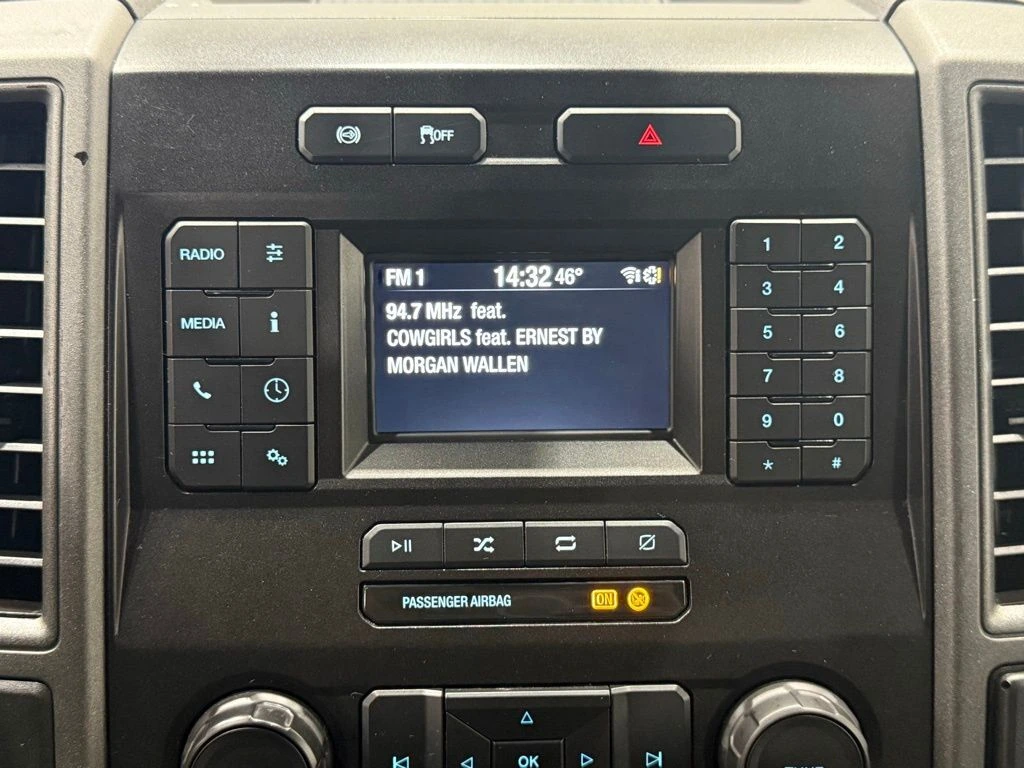 OFF
RADIO
MEDIA
FM 1 14:32 46°
94.7 MHz feat.
COWGIRLS feat. ERNEST BY
MORGAN WALLEN
1 2
3 4
5 6
7 8
9 0
* #
PASSENGER AIRBAG ON
OK